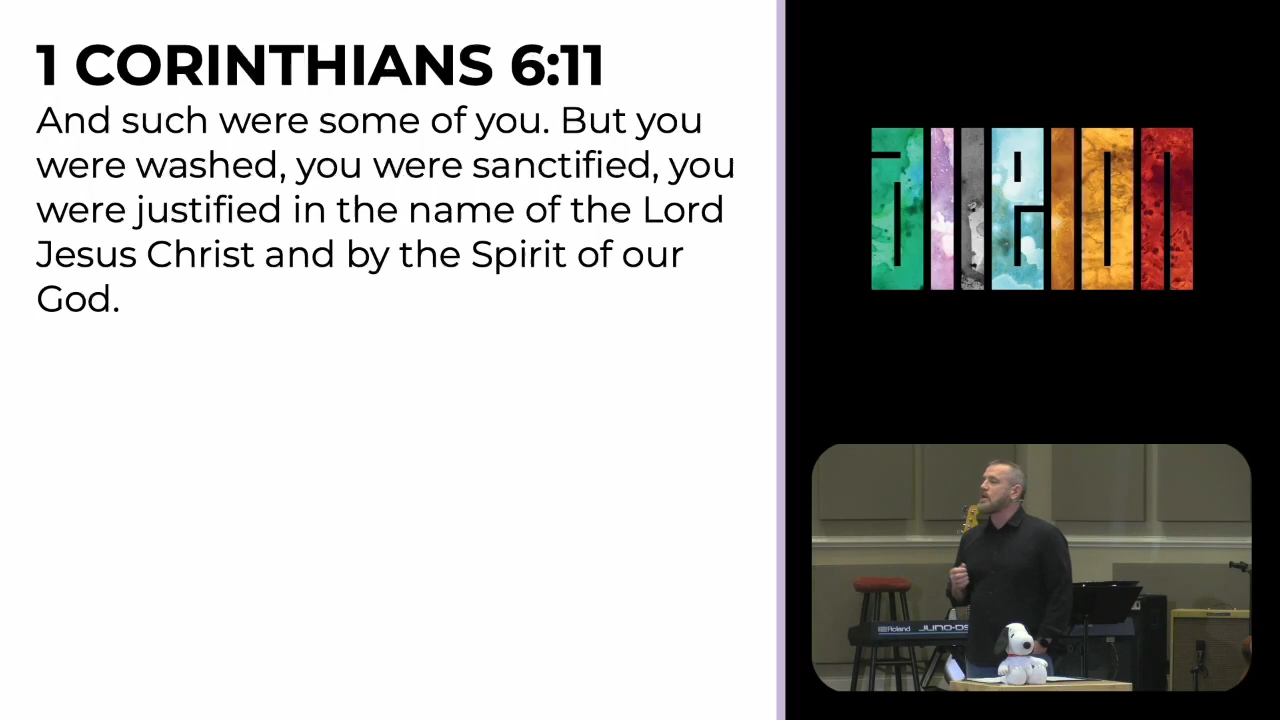 1 CORINTHIANS 6:11
And such were some of you. But you
were washed, you were sanctified, you
were justified in the name of the Lord
Jesus Christ and by the Spirit of our
God.
allelon
Roland JUNO-DS